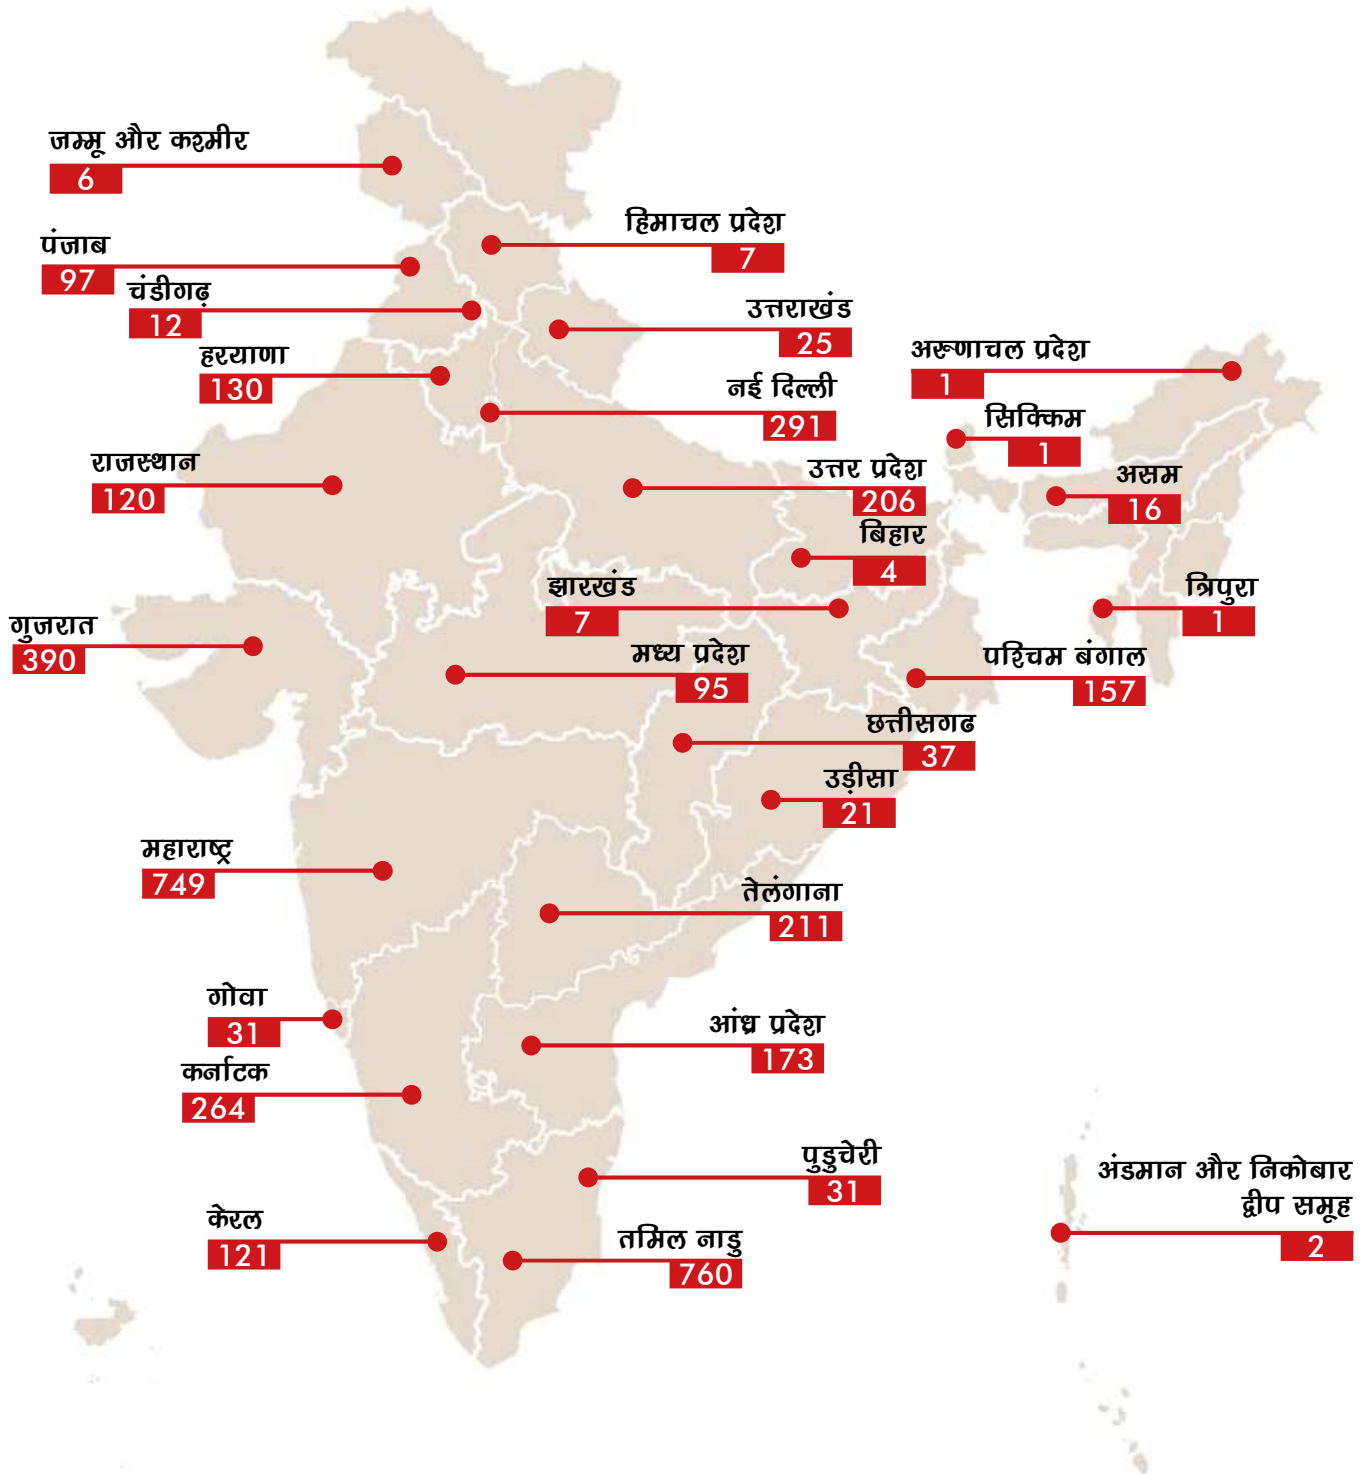 जम्मू और कश्मीर
6
हिमाचल प्रदेश
7
पंजाब
97
चंडीगढ़
12
उत्तराखंड
25
हरयाणा
130
अरूणाचल प्रदेश
1
नई दिल्ली
291
सिक्किम
1
राजस्थान
120
उत्तर प्रदेश
206
असम
16
बिहार
4
झारखंड
7
त्रिपुरा
1
गुजरात
390
मध्य प्रदेश
95
पश्चिम बंगाल
157
छत्तीसगढ
37
उड़ीसा
21
महाराष्ट्र
749
तेलंगाना
211
गोवा
31
आंध्र प्रदेश
173
कर्नाटक
264
पुडुचेरी
31
अंडमान और निकोबार
द्वीप समूह
2
केरल
121
तमिल नाडु
760